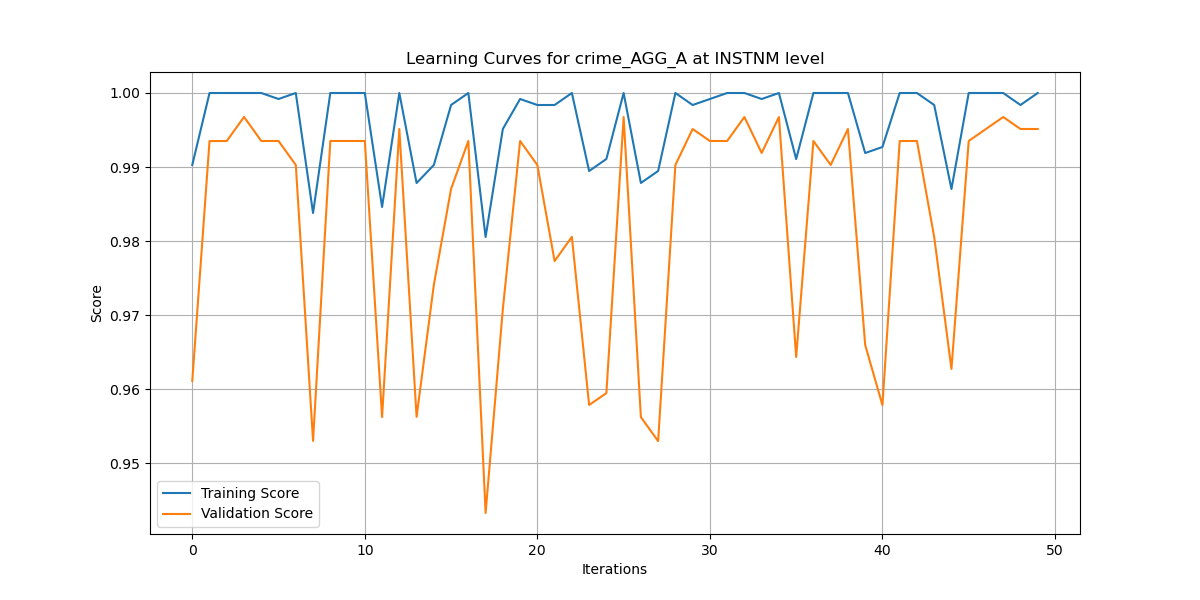 Learning Curves for crime_AGG_A at INSTNM level
Score
1.00
0.99
0.98
0.97
0.96
0.95
Training Score
Validation Score
0 10 20 30 40 50
Iterations